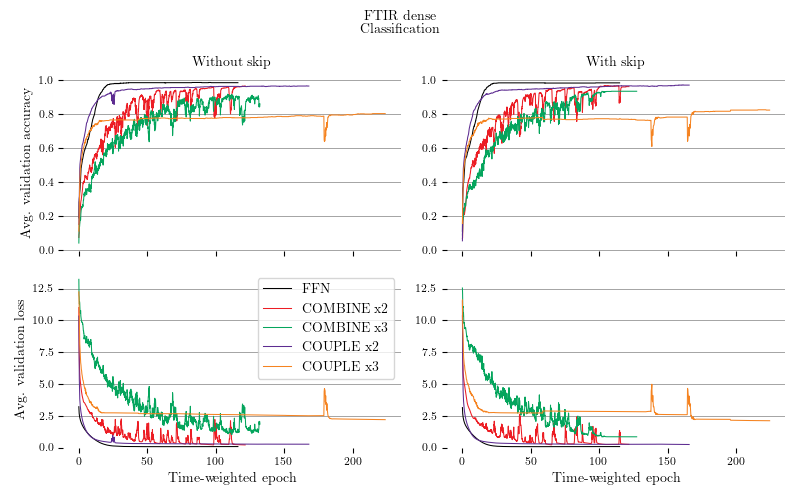 FTIR dense
Classification
Without skip
With skip
Avg. validation accuracy
1.0
0.8
0.6
0.4
0.2
0.0
1.0
0.8
0.6
0.4
0.2
0.0
Avg. validation loss
12.5
10.0
7.5
5.0
2.5
0.0
FFN
COMBINE x2
COMBINE x3
COUPLE x2
COUPLE x3
12.5
10.0
7.5
5.0
2.5
0.0
0 50 100 150 200
0 50 100 150 200
Time-weighted epoch
Time-weighted epoch